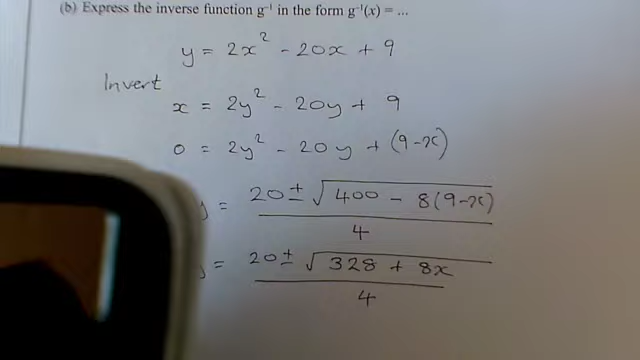 (b) Express the inverse function g⁻¹ in the form g⁻¹(x) = ...
y = 2x² - 20x + 9
Invert
x = 2y² - 20y + 9
0 = 2y² - 20y + (9-x)
y = 20 ± √400 - 8(9-x)
4
= 20 ± √328 + 8x
4